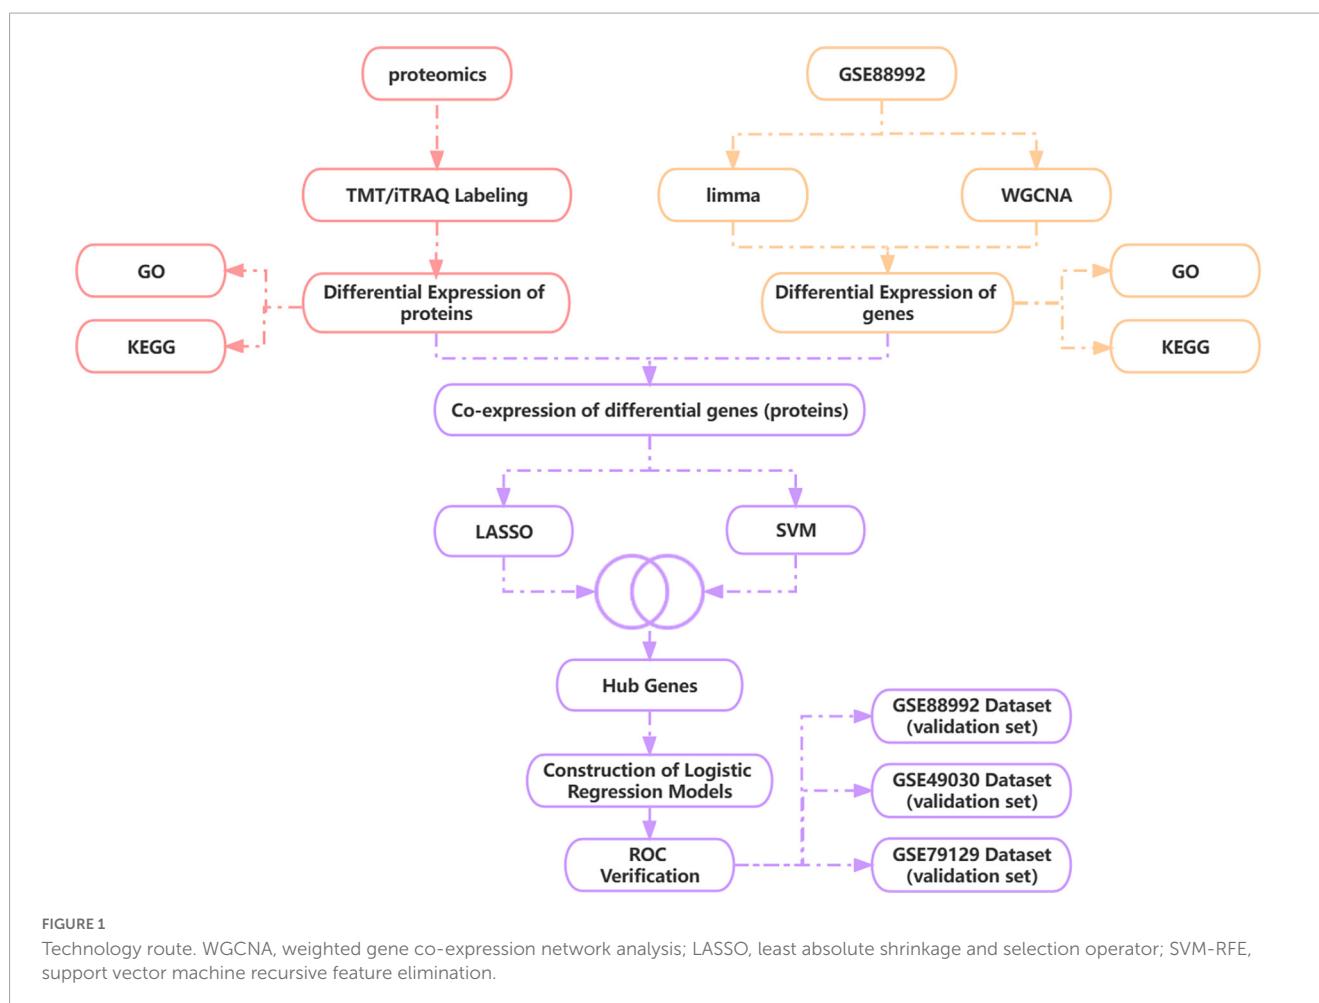 proteomics
GSE88992
TMT/iTRAQ Labeling
limma
WGCNA
GO
KEGG
Differential Expression of
proteins
Differential Expression of
genes
GO
KEGG
Co-expression of differential genes (proteins)
LASSO
SVM
Hub Genes
Construction of Logistic
Regression Models
ROC
Verification
GSE88992 Dataset
(validation set)
GSE49030 Dataset
(validation set)
GSE79129 Dataset
(validation set)
FIGURE 1
Technology route. WGCNA, weighted gene co-expression network analysis; LASSO, least absolute shrinkage and selection operator; SVM-RFE,
support vector machine recursive feature elimination.